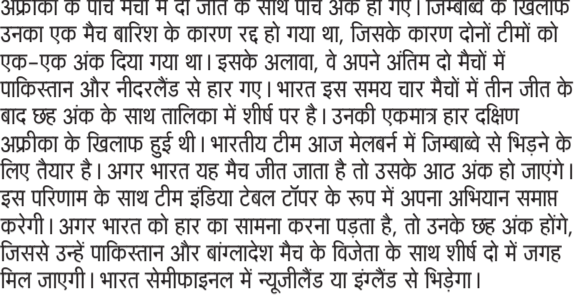 अफ्रीका के पांच मैचों में दो जीत के साथ पांच अंक हो गए। जिम्बाब्वे के खिलाफ
उनका एक मैच बारिश के कारण रद्द हो गया था, जिसके कारण दोनों टीमों को
एक-एक अंक दिया गया था। इसके अलावा, वे अपने अंतिम दो मैचों में
पाकिस्तान और नीदरलैंड से हार गए। भारत इस समय चार मैचों में तीन जीत के
बाद छह अंक के साथ तालिका में शीर्ष पर है। उनकी एकमात्र हार दक्षिण
अफ्रीका के खिलाफ हुई थी। भारतीय टीम आज मेलबर्न में जिम्बाब्वे से भिड़ने के
लिए तैयार है। अगर भारत यह मैच जीत जाता है तो उसके आठ अंक हो जाएंगे।
इस परिणाम के साथ टीम इंडिया टेबल टॉपर के रूप में अपना अभियान समाप्त
करेगी। अगर भारत को हार का सामना करना पड़ता है, तो उनके छह अंक होंगे,
जिससे उन्हें पाकिस्तान और बांग्लादेश मैच के विजेता के साथ शीर्ष दो में जगह
मिल जाएगी। भारत सेमीफाइनल में न्यूजीलैंड या इंग्लैंड से भिड़ेगा।